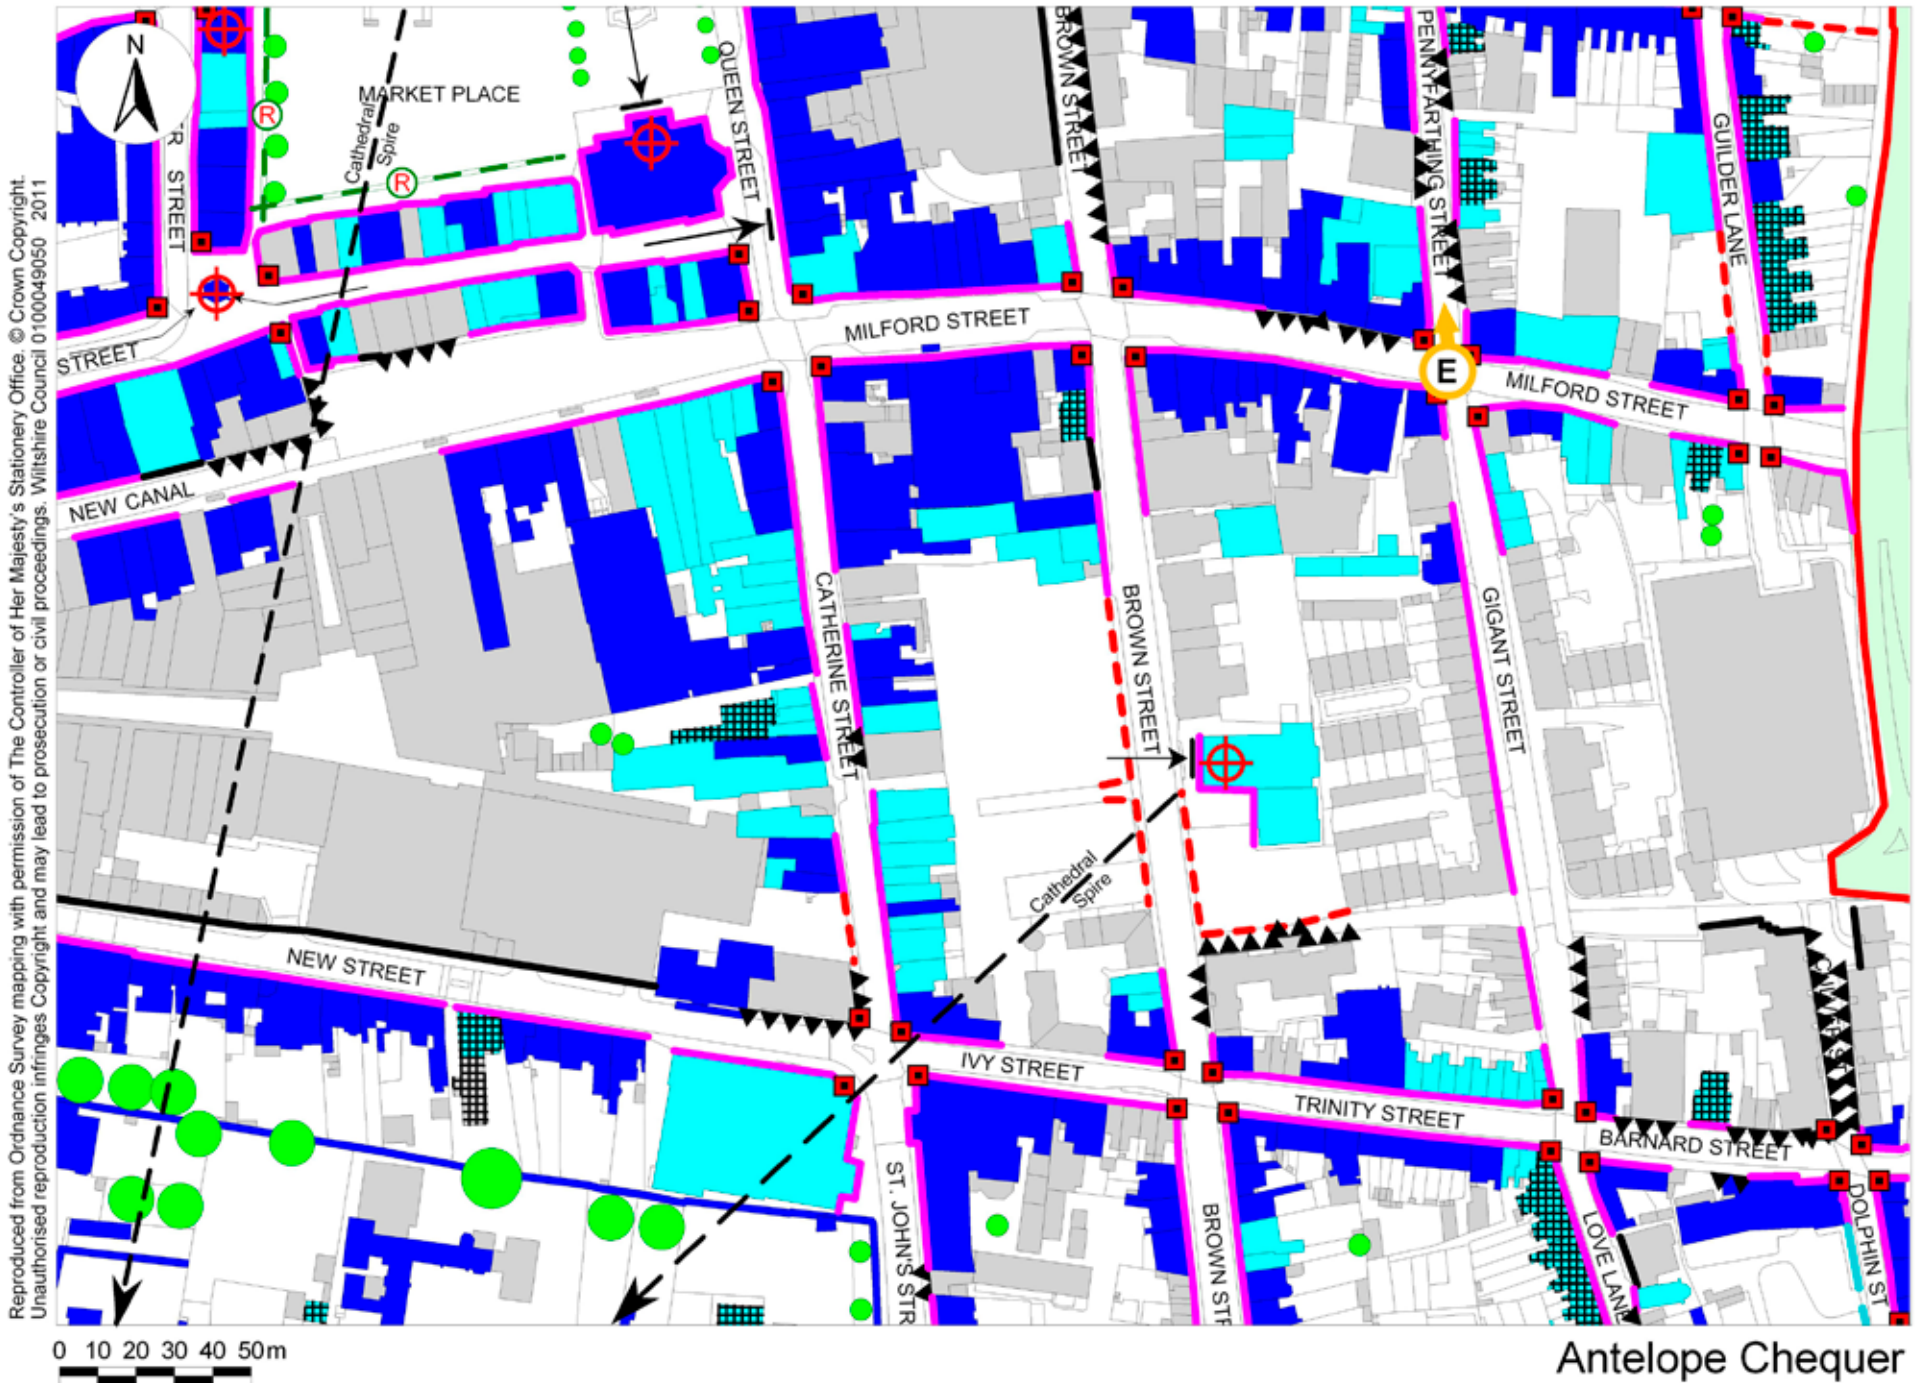 Reproduced from Ordnance Survey mapping with permission of The Controller of Her Majesty's Stationery Office. © Crown Copyright.
Unauthorised reproduction infringes Copyright and may lead to prosecution or civil proceedings. Wiltshire Council 0100049050 2011
N
STREET
R
MARKET PLACE
Cathedral
Spire
R
QUEEN STREET
BROWN STREET
PENNYFARTHING STREET
GUILDER LANE
STREET
MILFORD STREET
E
MILFORD STREET
NEW CANAL
CATHERINE STREET
BROWN STREET
GIGANT STREET
Cathedral
Spire
NEW STREET
IVY STREET
TRINITY STREET
BARNARD STREET
ST. JOHN'S STR
BROWN STR
LOVE LANE
DOLPHIN ST
0 10 20 30 40 50m
Antelope Chequer